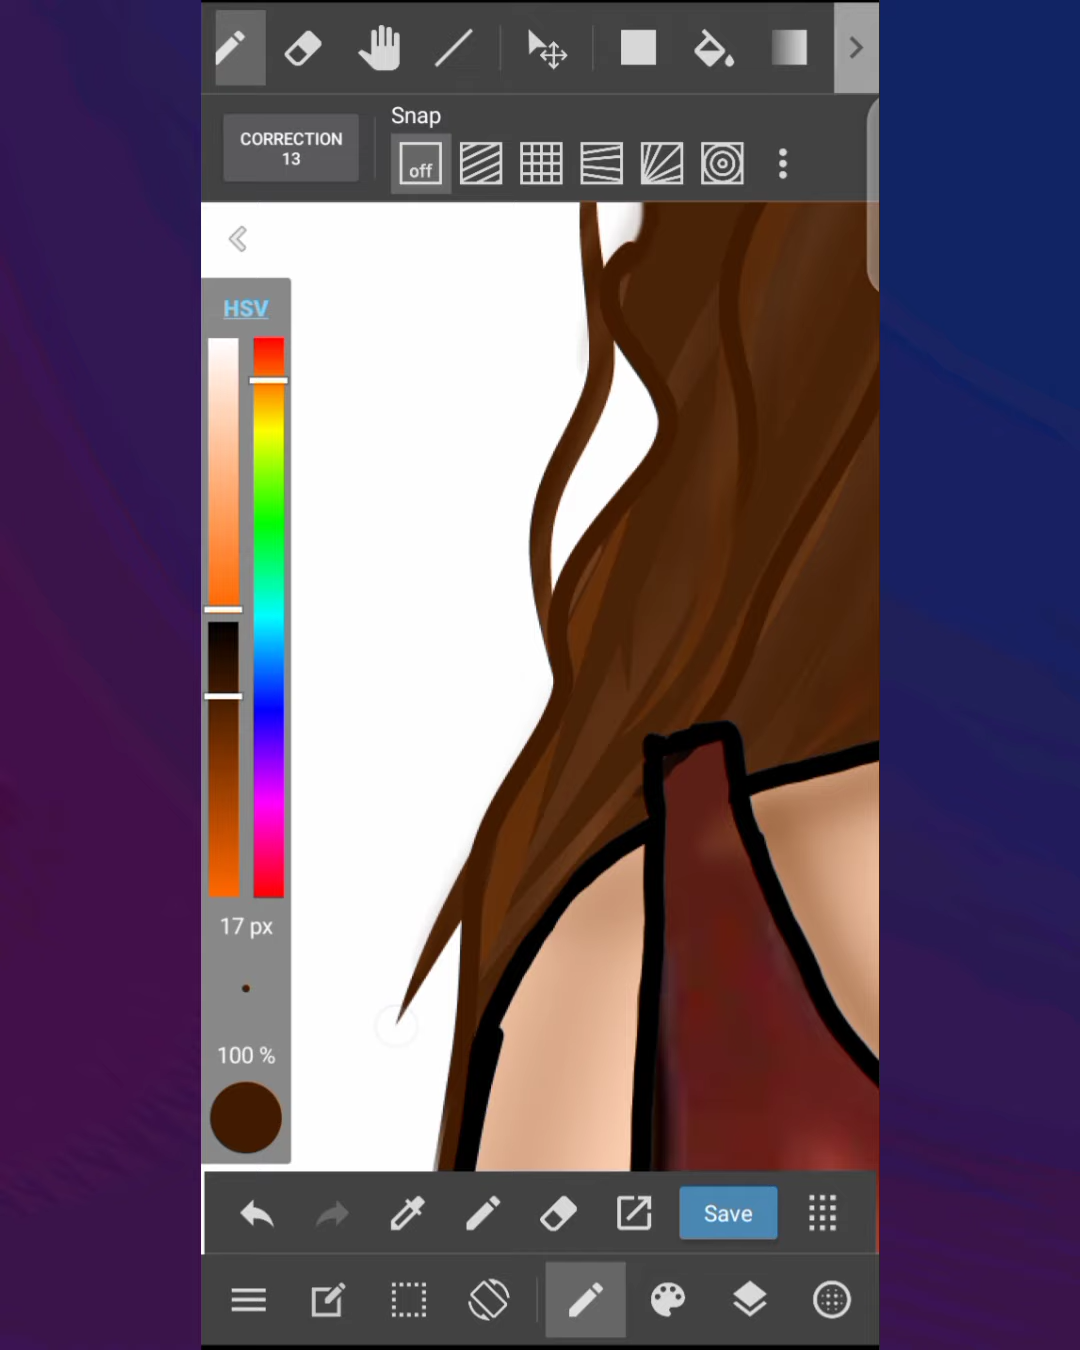 Snap
CORRECTION
13
off
HSV
17 px
100 %
Save